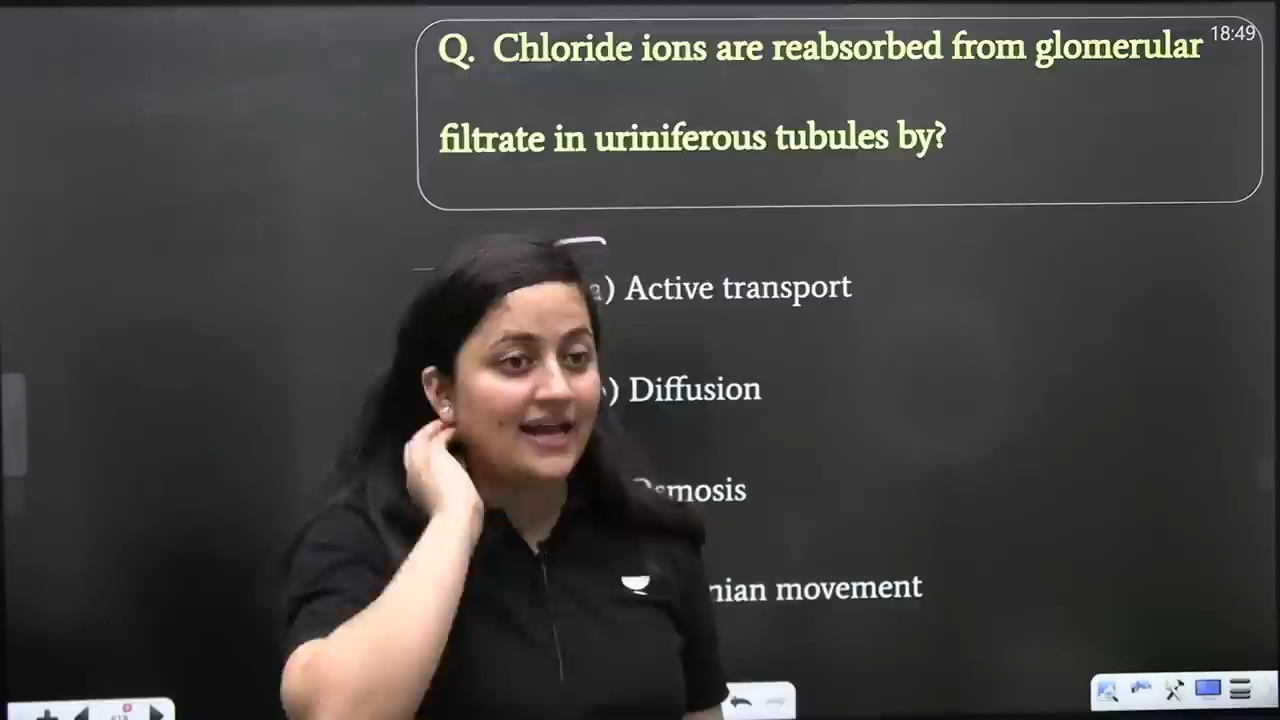 18:49
Q. Chloride ions are reabsorbed from glomerular
filtrate in uriniferous tubules by?
a) Active transport
) Diffusion
smosis
nian movement